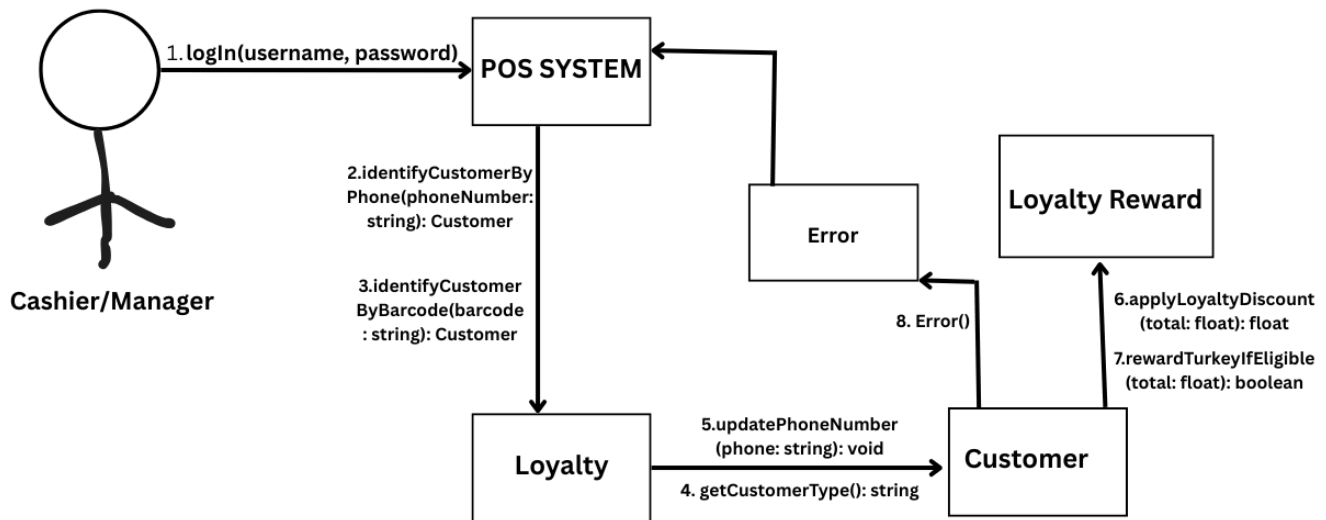 1. logIn(username, password)
POS SYSTEM
2.identifyCustomerBy
Phone(phoneNumber:
string): Customer
Cashier/Manager
3.identifyCustomer
ByBarcode(barcode
: string): Customer
Error
Loyalty Reward
8. Error()
6.applyLoyaltyDiscount
(total: float): float
7.rewardTurkeyIfEligible
(total: float): boolean
Loyalty
5.updatePhoneNumber
(phone: string): void
4. getCustomerType(): string
Customer